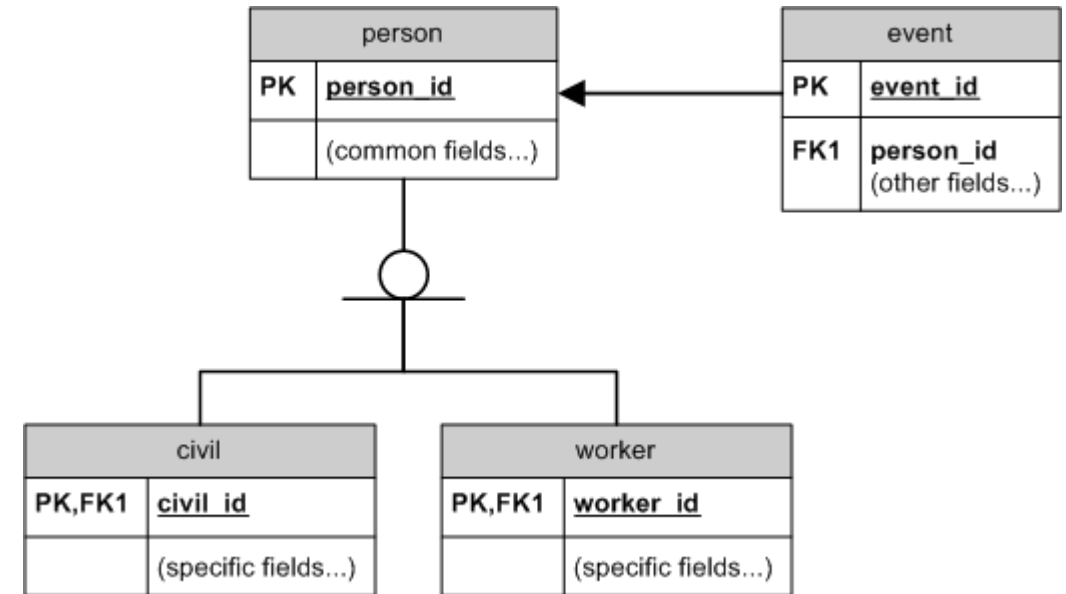 person
PK person_id
(common fields...)
event
PK event_id
FK1 person_id
(other fields...)
civil
PK,FK1 civil_id
(specific fields...)
worker
PK,FK1 worker_id
(specific fields...)